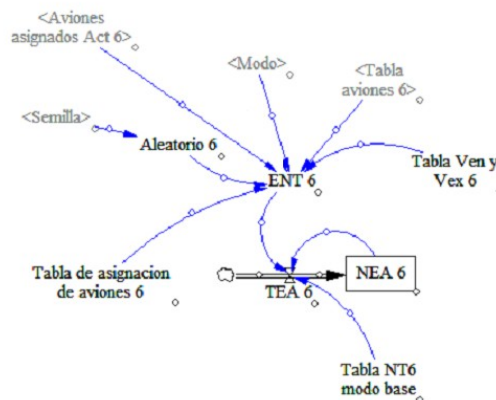 <Aviones
asignados Act 6>
<Modo>
<Tabla
aviones 6>
<Semilla>
Aleatorio 6
Tabla Ven y
Vex 6
ENT 6
Tabla de asignacion
de aviones 6
NEA 6
TEA 6
Tabla NT6
modo base